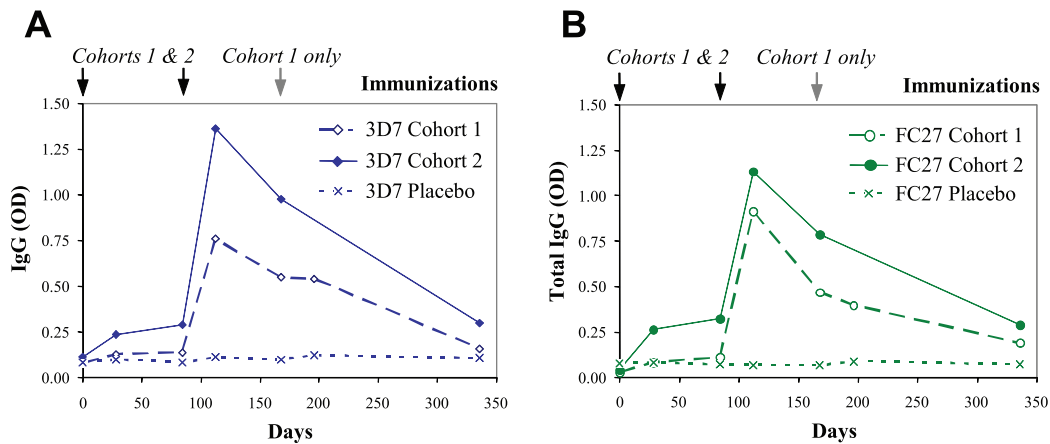 A
Cohorts 1 & 2
Cohort 1 only
Immunizations
1.50
1.25
1.00
0.75
0.50
0.25
0.00
IgG (OD)
3D7 Cohort 1
3D7 Cohort 2
3D7 Placebo
0 50 100 150 200 250 300 350
Days
B
Cohorts 1 & 2
Cohort 1 only
Immunizations
1.50
1.25
1.00
0.75
0.50
0.25
0.00
Total IgG (OD)
FC27 Cohort 1
FC27 Cohort 2
FC27 Placebo
0 50 100 150 200 250 300 350
Days